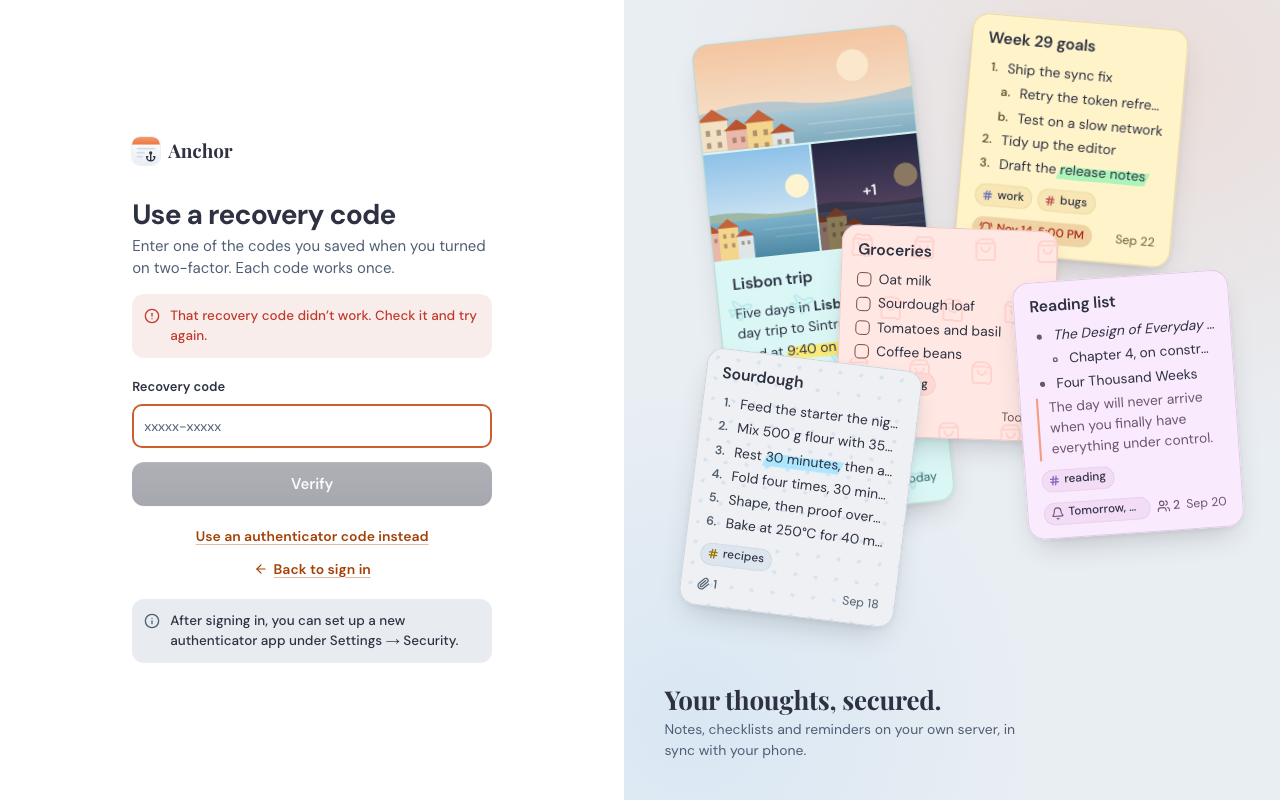 Anchor
Use a recovery code
Enter one of the codes you saved when you turned
on two-factor. Each code works once.
That recovery code didn’t work. Check it and try
again.
Recovery code
xxxxx-xxxxx
Verify
Use an authenticator code instead
← Back to sign in
After signing in, you can set up a new
authenticator app under Settings → Security.
+1
Lisbon trip
Five days in Lisb
day trip to Sintr
at 9:40 on
oday
Week 29 goals
1. Ship the sync fix
a. Retry the token refre…
b. Test on a slow network
2. Tidy up the editor
3. Draft the release notes
# work # bugs
Nov 14, 5:00 PM
Sep 22
Groceries
Oat milk
Sourdough loaf
Tomatoes and basil
Coffee beans
g
Too
Reading list
The Design of Everyday …
Chapter 4, on constr…
Four Thousand Weeks
The day will never arrive
when you finally have
everything under control.
# reading
Tomorrow, … 2 Sep 20
Sourdough
1. Feed the starter the nig…
2. Mix 500 g flour with 35…
3. Rest 30 minutes, then a…
4. Fold four times, 30 min…
5. Shape, then proof over…
6. Bake at 250°C for 40 m…
# recipes
1
Sep 18
Your thoughts, secured.
Notes, checklists and reminders on your own server, in
sync with your phone.